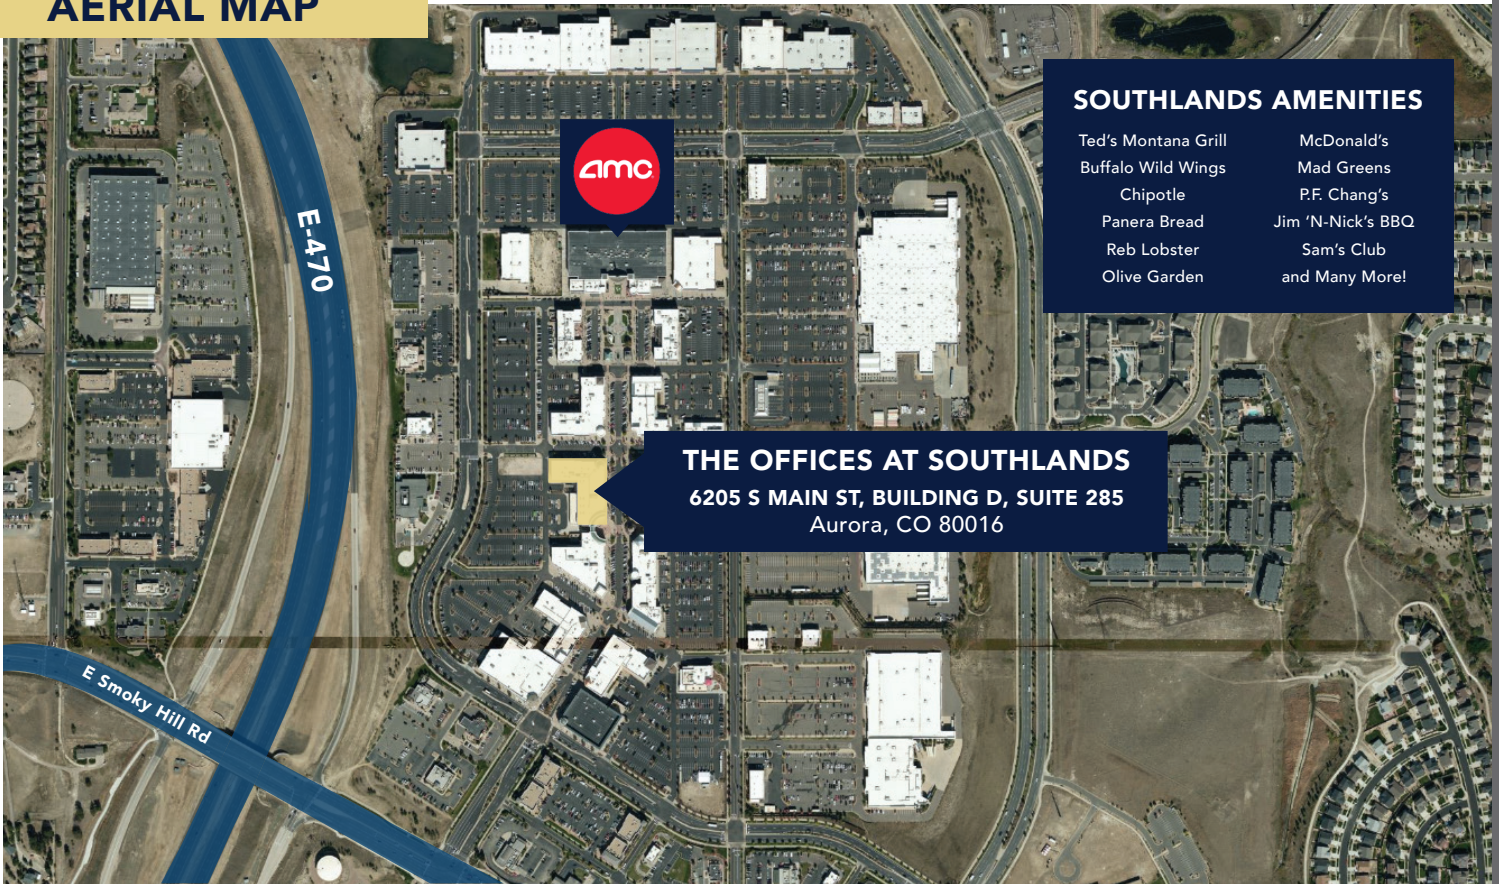 AERIAL MAP
SOUTHLANDS AMENITIES
Ted's Montana Grill
Buffalo Wild Wings
Chipotle
Panera Bread
Reb Lobster
Olive Garden
McDonald's
Mad Greens
P.F. Chang's
Jim 'N-Nick's BBQ
Sam's Club
and Many More!
amc
E-470
THE OFFICES AT SOUTHLANDS
6205 S MAIN ST, BUILDING D, SUITE 285
Aurora, CO 80016
E Smoky Hill Rd